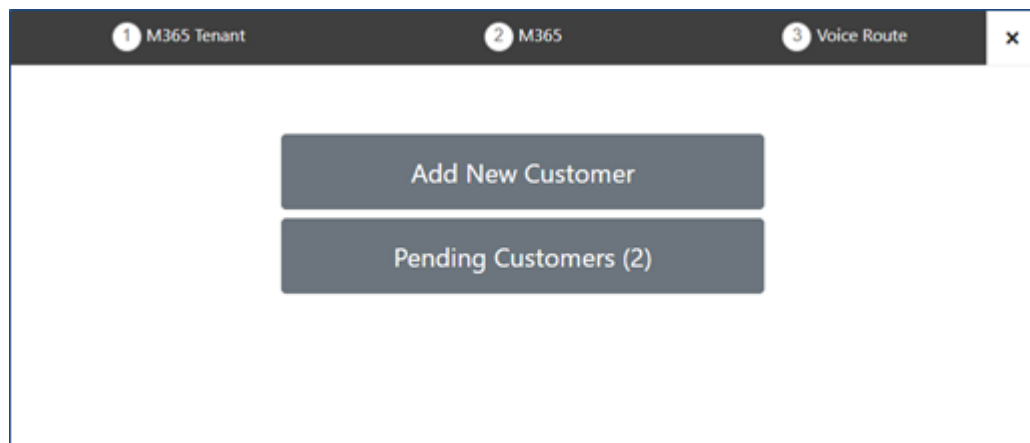 1 M365 Tenant 2 M365 3 Voice Route ×
Add New Customer
Pending Customers (2)